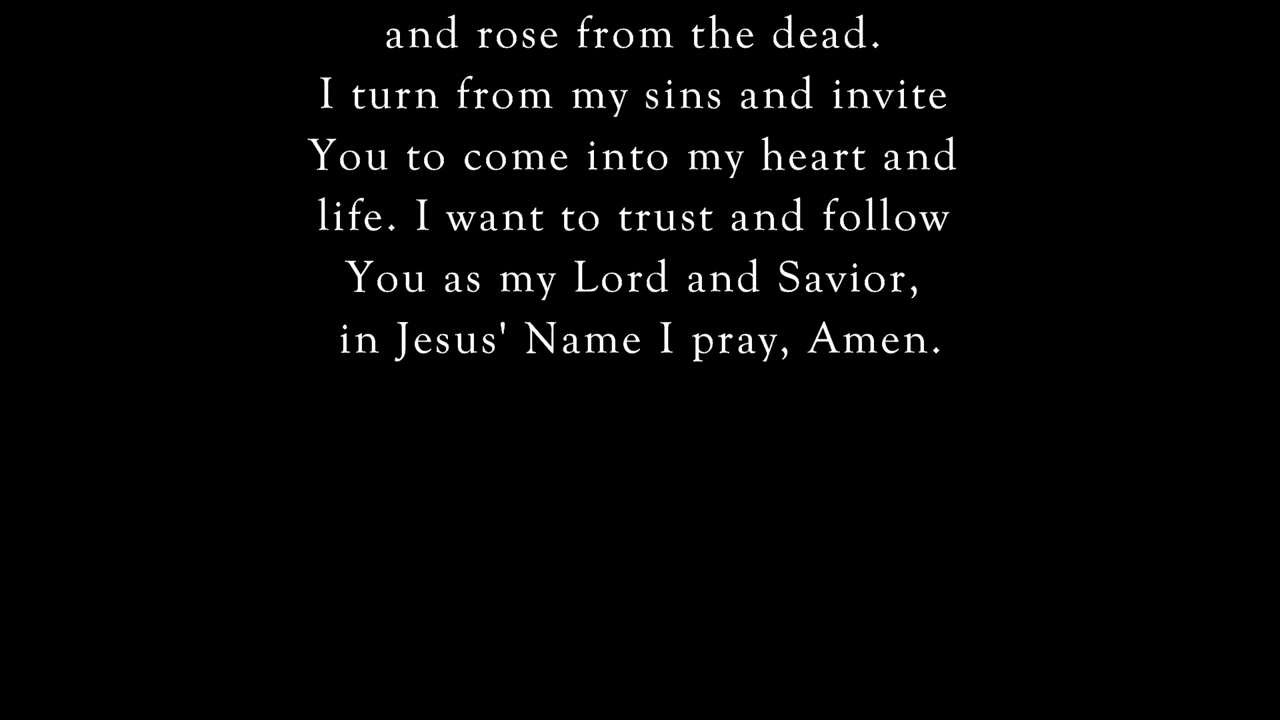 and rose from the dead.
I turn from my sins and invite
You to come into my heart and
life. I want to trust and follow
You as my Lord and Savior,
in Jesus' Name I pray, Amen.